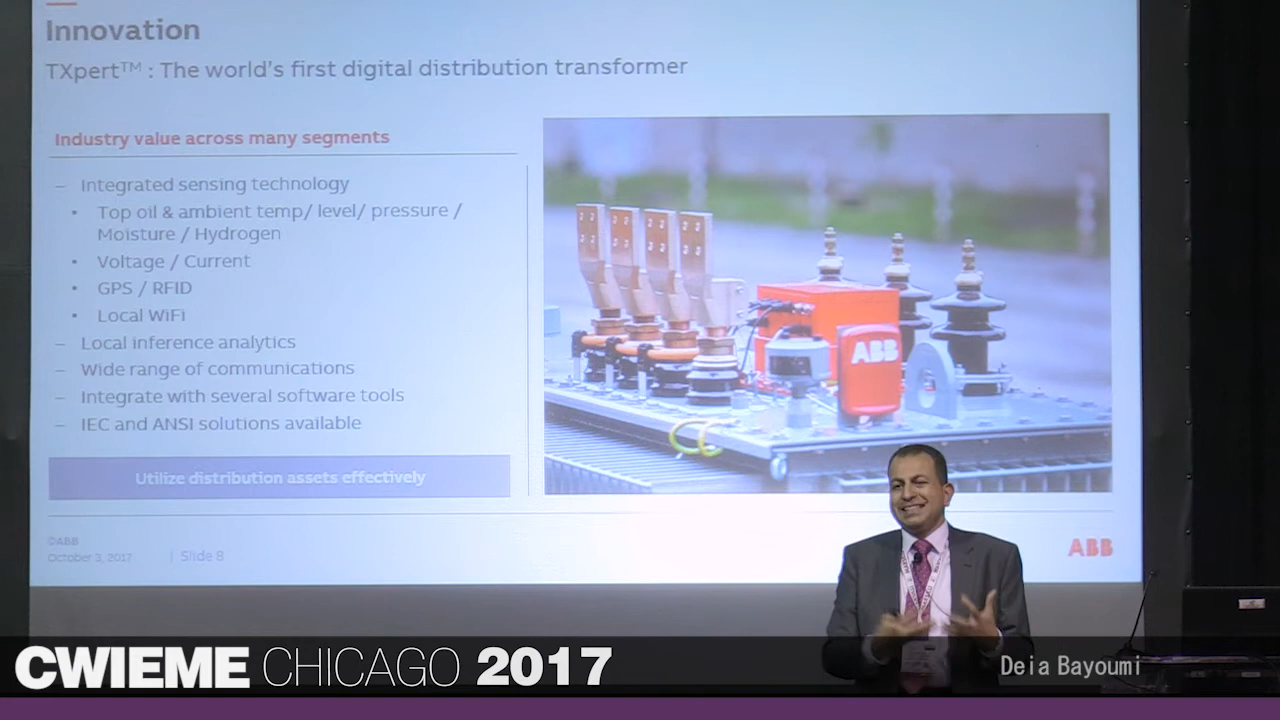 Innovation
TXpert™ : The world's first digital distribution transformer
Industry value across many segments
– Integrated sensing technology
• Top oil & ambient temp/ level/ pressure /
Moisture / Hydrogen
• Voltage / Current
• GPS / RFID
• Local WiFi
– Local inference analytics
– Wide range of communications
– Integrate with several software tools
– IEC and ANSI solutions available
Utilize distribution assets effectively
ABB
©ABB
October 3, 2017 | Slide 8
ABB
CWIEME CHICAGO 2017
Deia Bayoumi